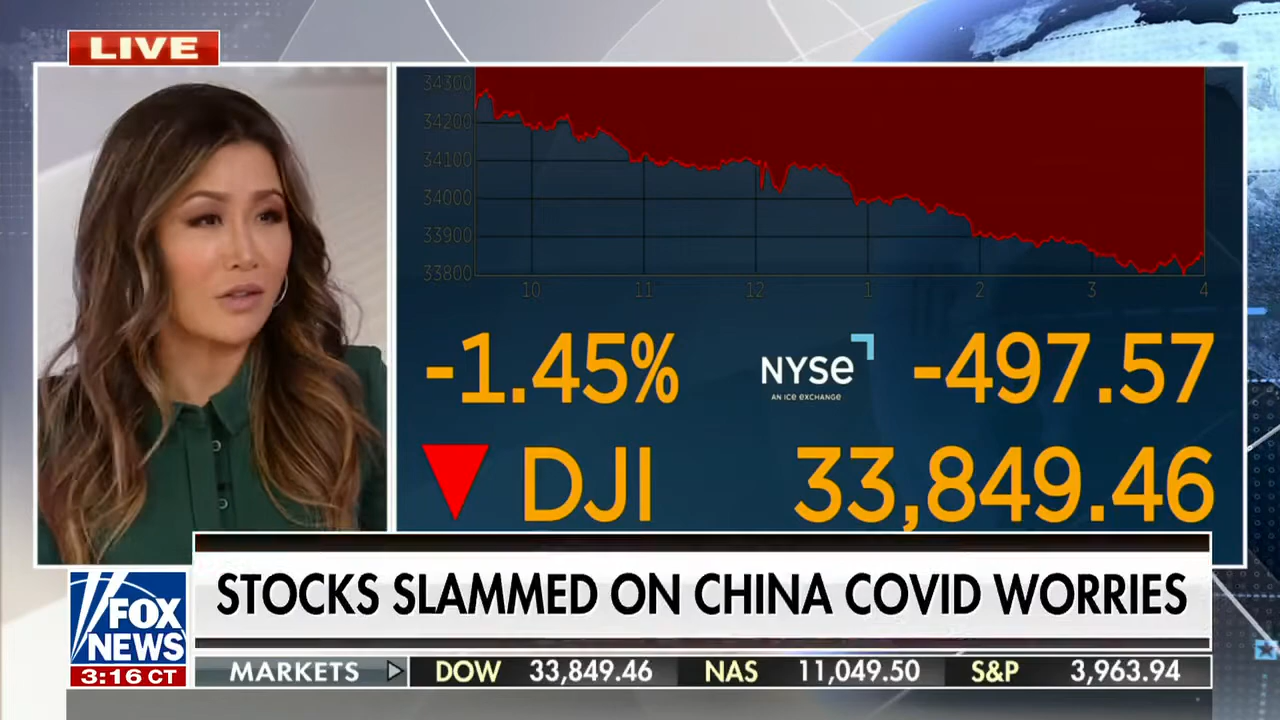 LIVE
34300
34200
34100
34000
33900
33800
10 11 12 1 2 3 4
-1.45% NYSE -497.57
AN ICE EXCHANGE
DJI 33,849.46
STOCKS SLAMMED ON CHINA COVID WORRIES
FOX
NEWS
3:16 CT
MARKETS DOW 33,849.46 NAS 11,049.50 S&P 3,963.94